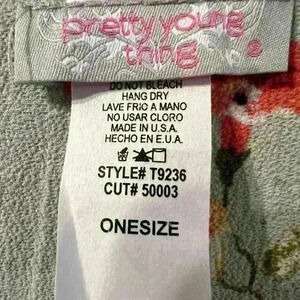 pretty young
thing ®
DO NOT BLEACH
HANG DRY
LAVE FRIO A MANO
NO USAR CLORO
MADE IN U.S.A.
HECHO EN E.U.A.
STYLE# T9236
CUT# 50003
ONESIZE